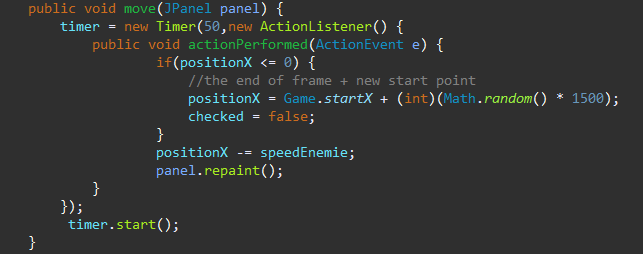 public void move(JPanel panel) {
timer = new Timer(50,new ActionListener() {
public void actionPerformed(ActionEvent e) {
if(positionX <= 0) {
//the end of frame + new start point
positionX = Game.startX + (int)(Math.random() * 1500);
checked = false;
}
positionX -= speedEnemie;
panel.repaint();
}
});
timer.start();
}